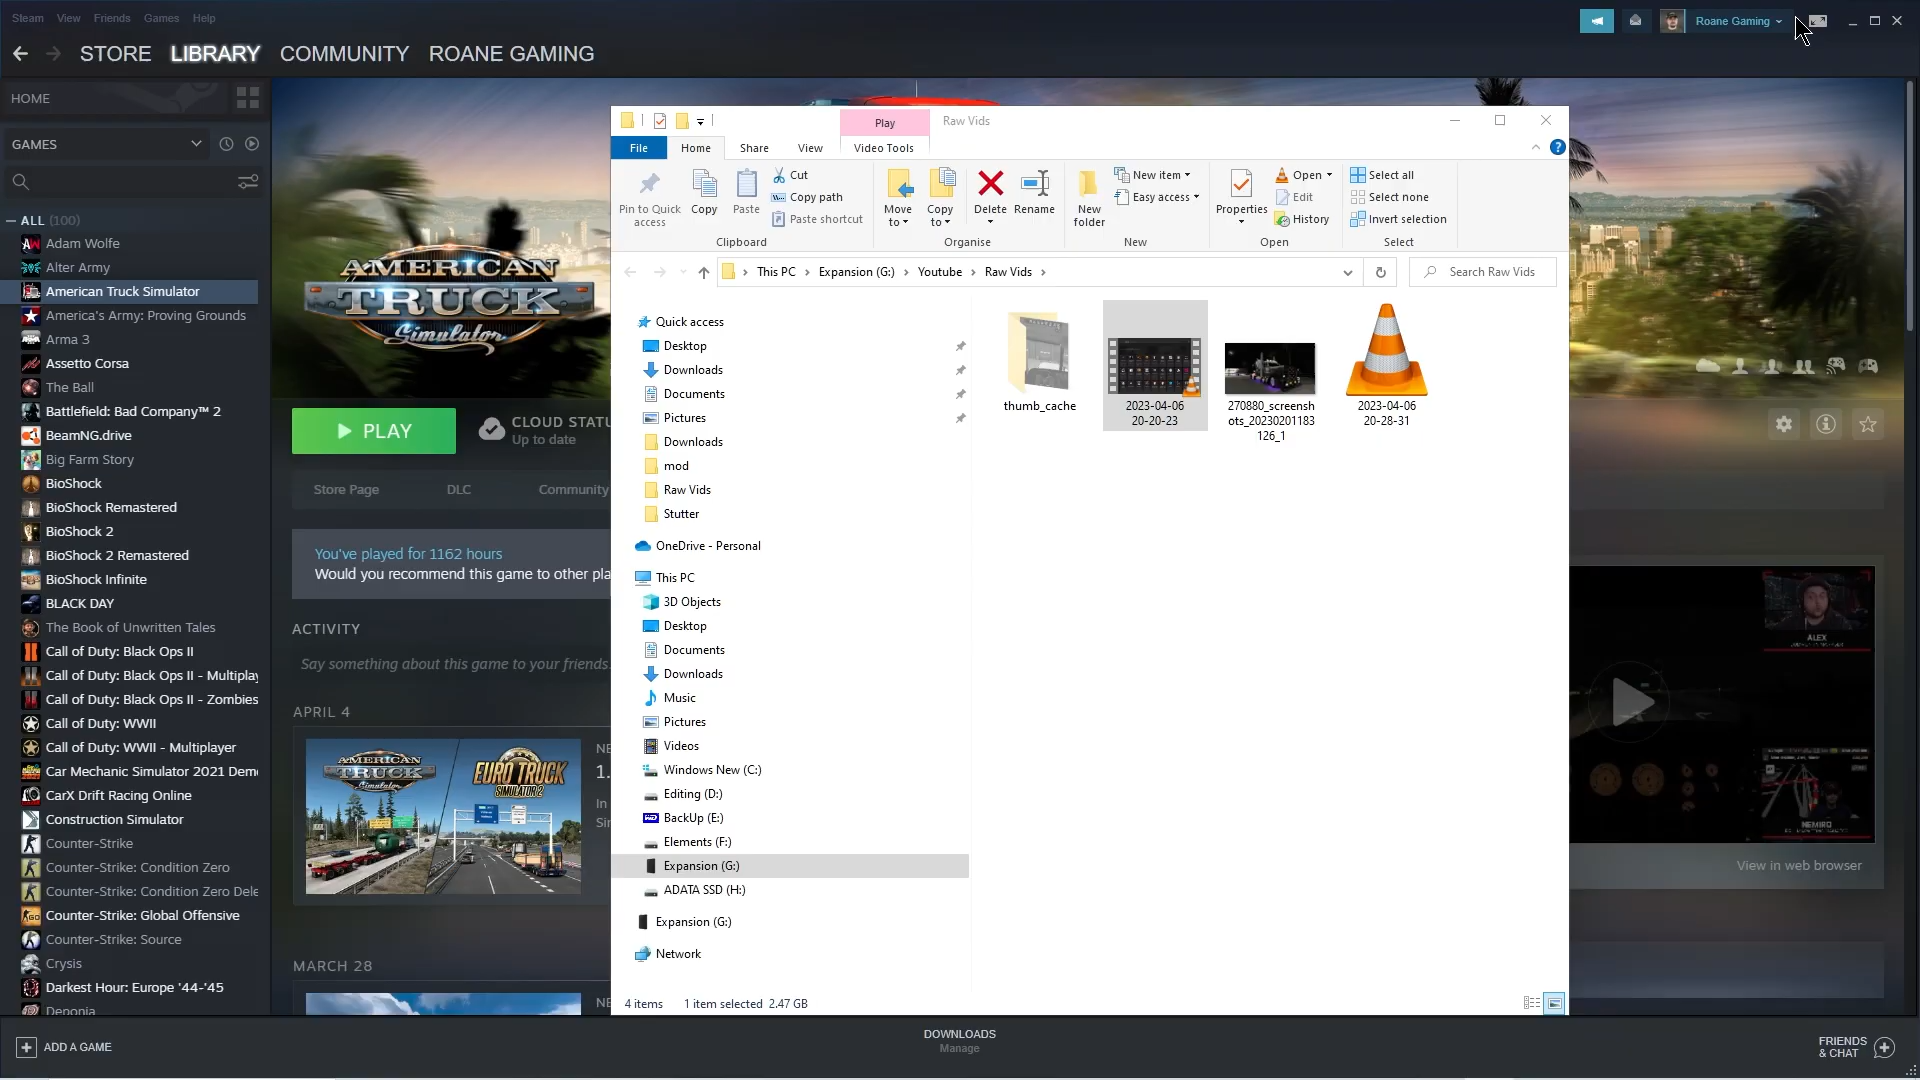 Steam View Friends Games Help
Roane Gaming
STORE LIBRARY COMMUNITY ROANE GAMING
HOME
GAMES
ALL (100)
Adam Wolfe
Alter Army
American Truck Simulator
America's Army: Proving Grounds
Arma 3
Assetto Corsa
The Ball
Battlefield: Bad Company™ 2
BeamNG.drive
Big Farm Story
BioShock
BioShock Remastered
BioShock 2
BioShock 2 Remastered
BioShock Infinite
BLACK DAY
The Book of Unwritten Tales
Call of Duty: Black Ops II
Call of Duty: Black Ops II - Multiplay
Call of Duty: Black Ops II - Zombies
Call of Duty: WWII
Call of Duty: WWII - Multiplayer
Car Mechanic Simulator 2021 Dem
CarX Drift Racing Online
Construction Simulator
Counter-Strike
Counter-Strike: Condition Zero
Counter-Strike: Condition Zero Dele
Counter-Strike: Global Offensive
Counter-Strike: Source
Crysis
Darkest Hour: Europe '44-'45
Deponia
AMERICAN
TRUCK
Simulator
PLAY
CLOUD STATU
Up to date
Store Page DLC Community
You've played for 1162 hours
Would you recommend this game to other pla
ACTIVITY
Say something about this game to your friends.
APRIL 4
AMERICAN
TRUCK
Simulator
EURO TRUCK
SIMULATOR 2
NE
1.
In
Sir
MARCH 28
NE
Play Raw Vids
File Home Share View Video Tools
Pin to Quick
access
Copy
Paste
Cut
Copy path
Paste shortcut
Clipboard
Move
to
Copy
to
Delete
Rename
Organise
New
folder
New item
Easy access
New
Properties
Open
Edit
History
Open
Select all
Select none
Invert selection
Select
This PC Expansion (G:) Youtube Raw Vids
Search Raw Vids
Quick access
Desktop
Downloads
Documents
Pictures
Downloads
mod
Raw Vids
Stutter
OneDrive - Personal
This PC
3D Objects
Desktop
Documents
Downloads
Music
Pictures
Videos
Windows New (C:)
Editing (D:)
BackUp (E:)
Elements (F:)
Expansion (G:)
ADATA SSD (H:)
Expansion (G:)
Network
thumb_cache
2023-04-06
20-20-23
270880_screensh
ots_20230201183
126_1
2023-04-06
20-28-31
4 items 1 item selected 2.47 GB
ALEX
NEMIRO
View in web browser
ADD A GAME
DOWNLOADS
Manage
FRIENDS
& CHAT